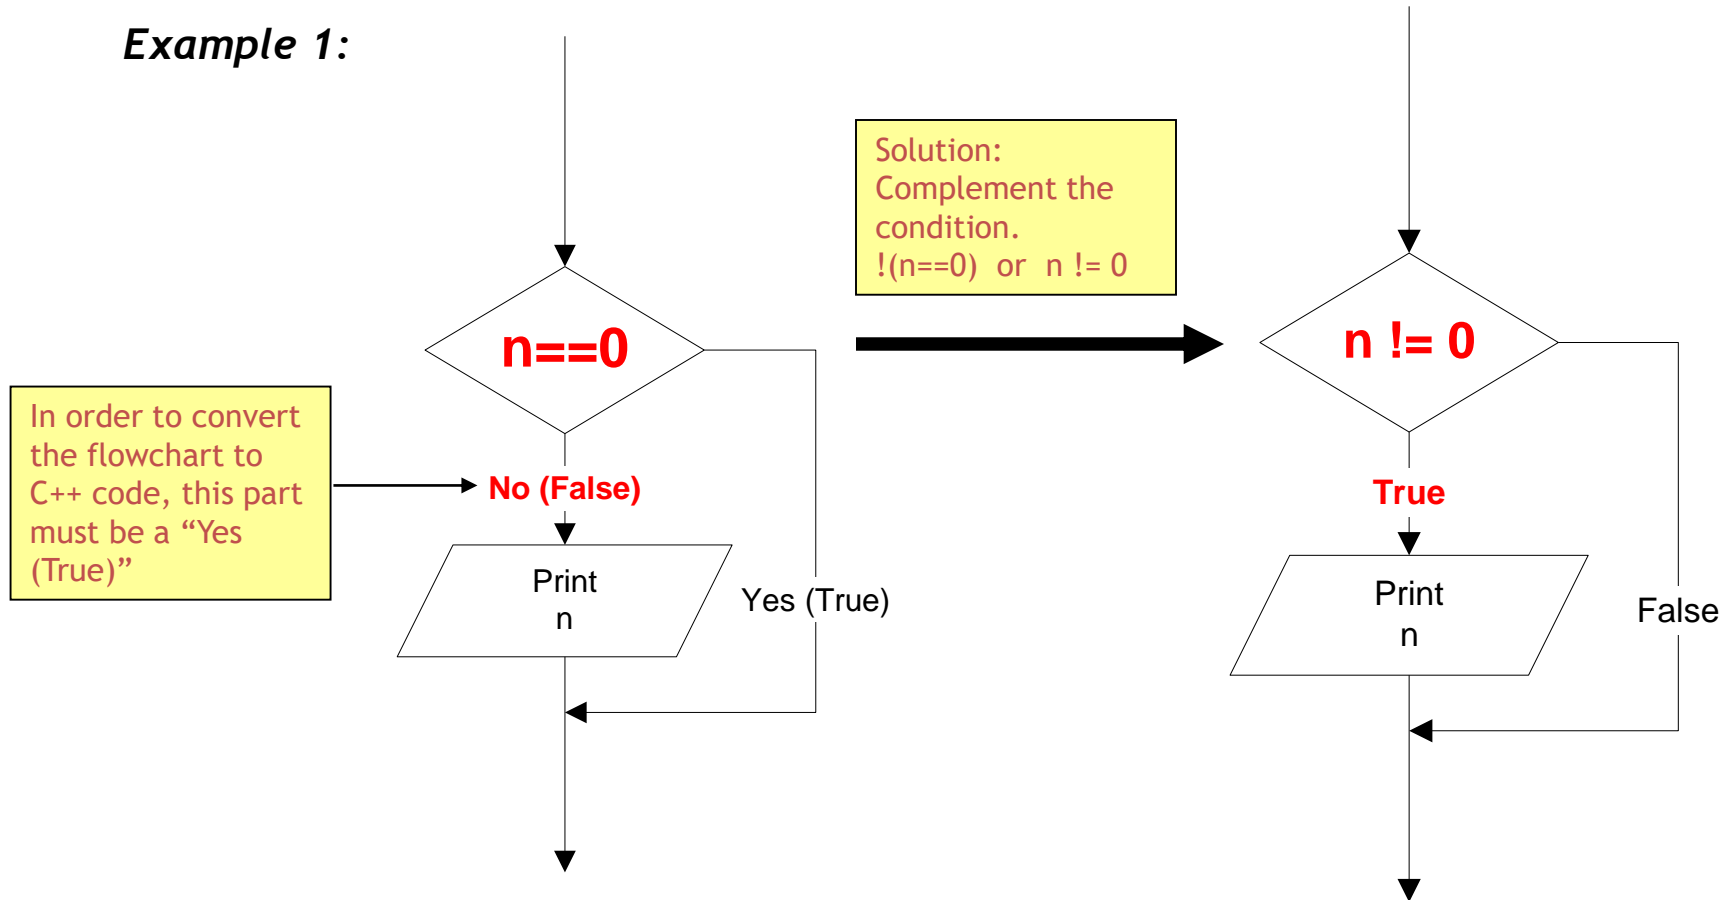 Example 1:
Solution:
Complement the
condition.
!(n==0) or n != 0
n==0
n != 0
In order to convert
the flowchart to
C++ code, this part
must be a “Yes
(True)”
No (False)
True
Print
n
Yes (True)
Print
n
False